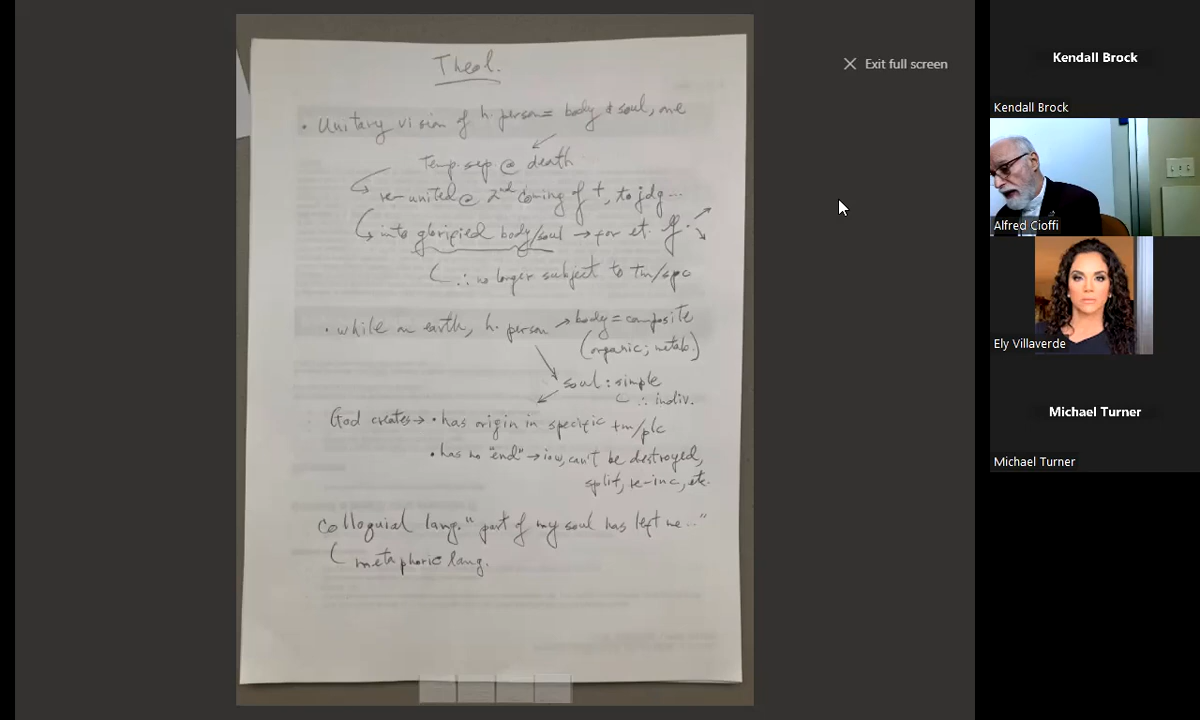 Theol.
• Unitary vision of h. person = body & soul, one
Temp. sep. @ death
re-united @ 2nd coming of †, to jdg...
into glorified body/soul → for et.
∴ no longer subject to tm/spc
• while on earth, h. person → body = composite
(organic; metab.)
soul : simple
∴ indiv.
God creates → • has origin in specific tm/plc
• has no "end" → iow, can't be destroyed,
split, re-inc, etc.
Colloquial lang. "part of my soul has left me..."
metaphoric lang.
Exit full screen
Kendall Brock
Kendall Brock
Alfred Cioffi
Ely Villaverde
Michael Turner
Michael Turner